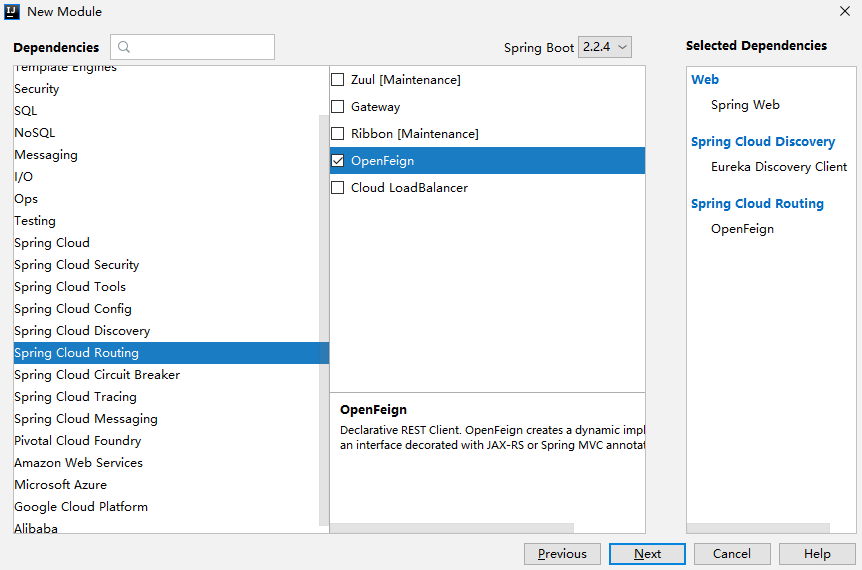 IJ New Module
Dependencies
Spring Boot 2.2.4
Selected Dependencies
Template Engines
Security
SQL
NoSQL
Messaging
I/O
Ops
Testing
Spring Cloud
Spring Cloud Security
Spring Cloud Tools
Spring Cloud Config
Spring Cloud Discovery
Spring Cloud Routing
Spring Cloud Circuit Breaker
Spring Cloud Tracing
Spring Cloud Messaging
Pivotal Cloud Foundry
Amazon Web Services
Microsoft Azure
Google Cloud Platform
Alibaba
Zuul [Maintenance]
Gateway
Ribbon [Maintenance]
OpenFeign
Cloud LoadBalancer
OpenFeign
Declarative REST Client. OpenFeign creates a dynamic impl
an interface decorated with JAX-RS or Spring MVC annotat
Web
Spring Web
Spring Cloud Discovery
Eureka Discovery Client
Spring Cloud Routing
OpenFeign
Previous
Next
Cancel
Help